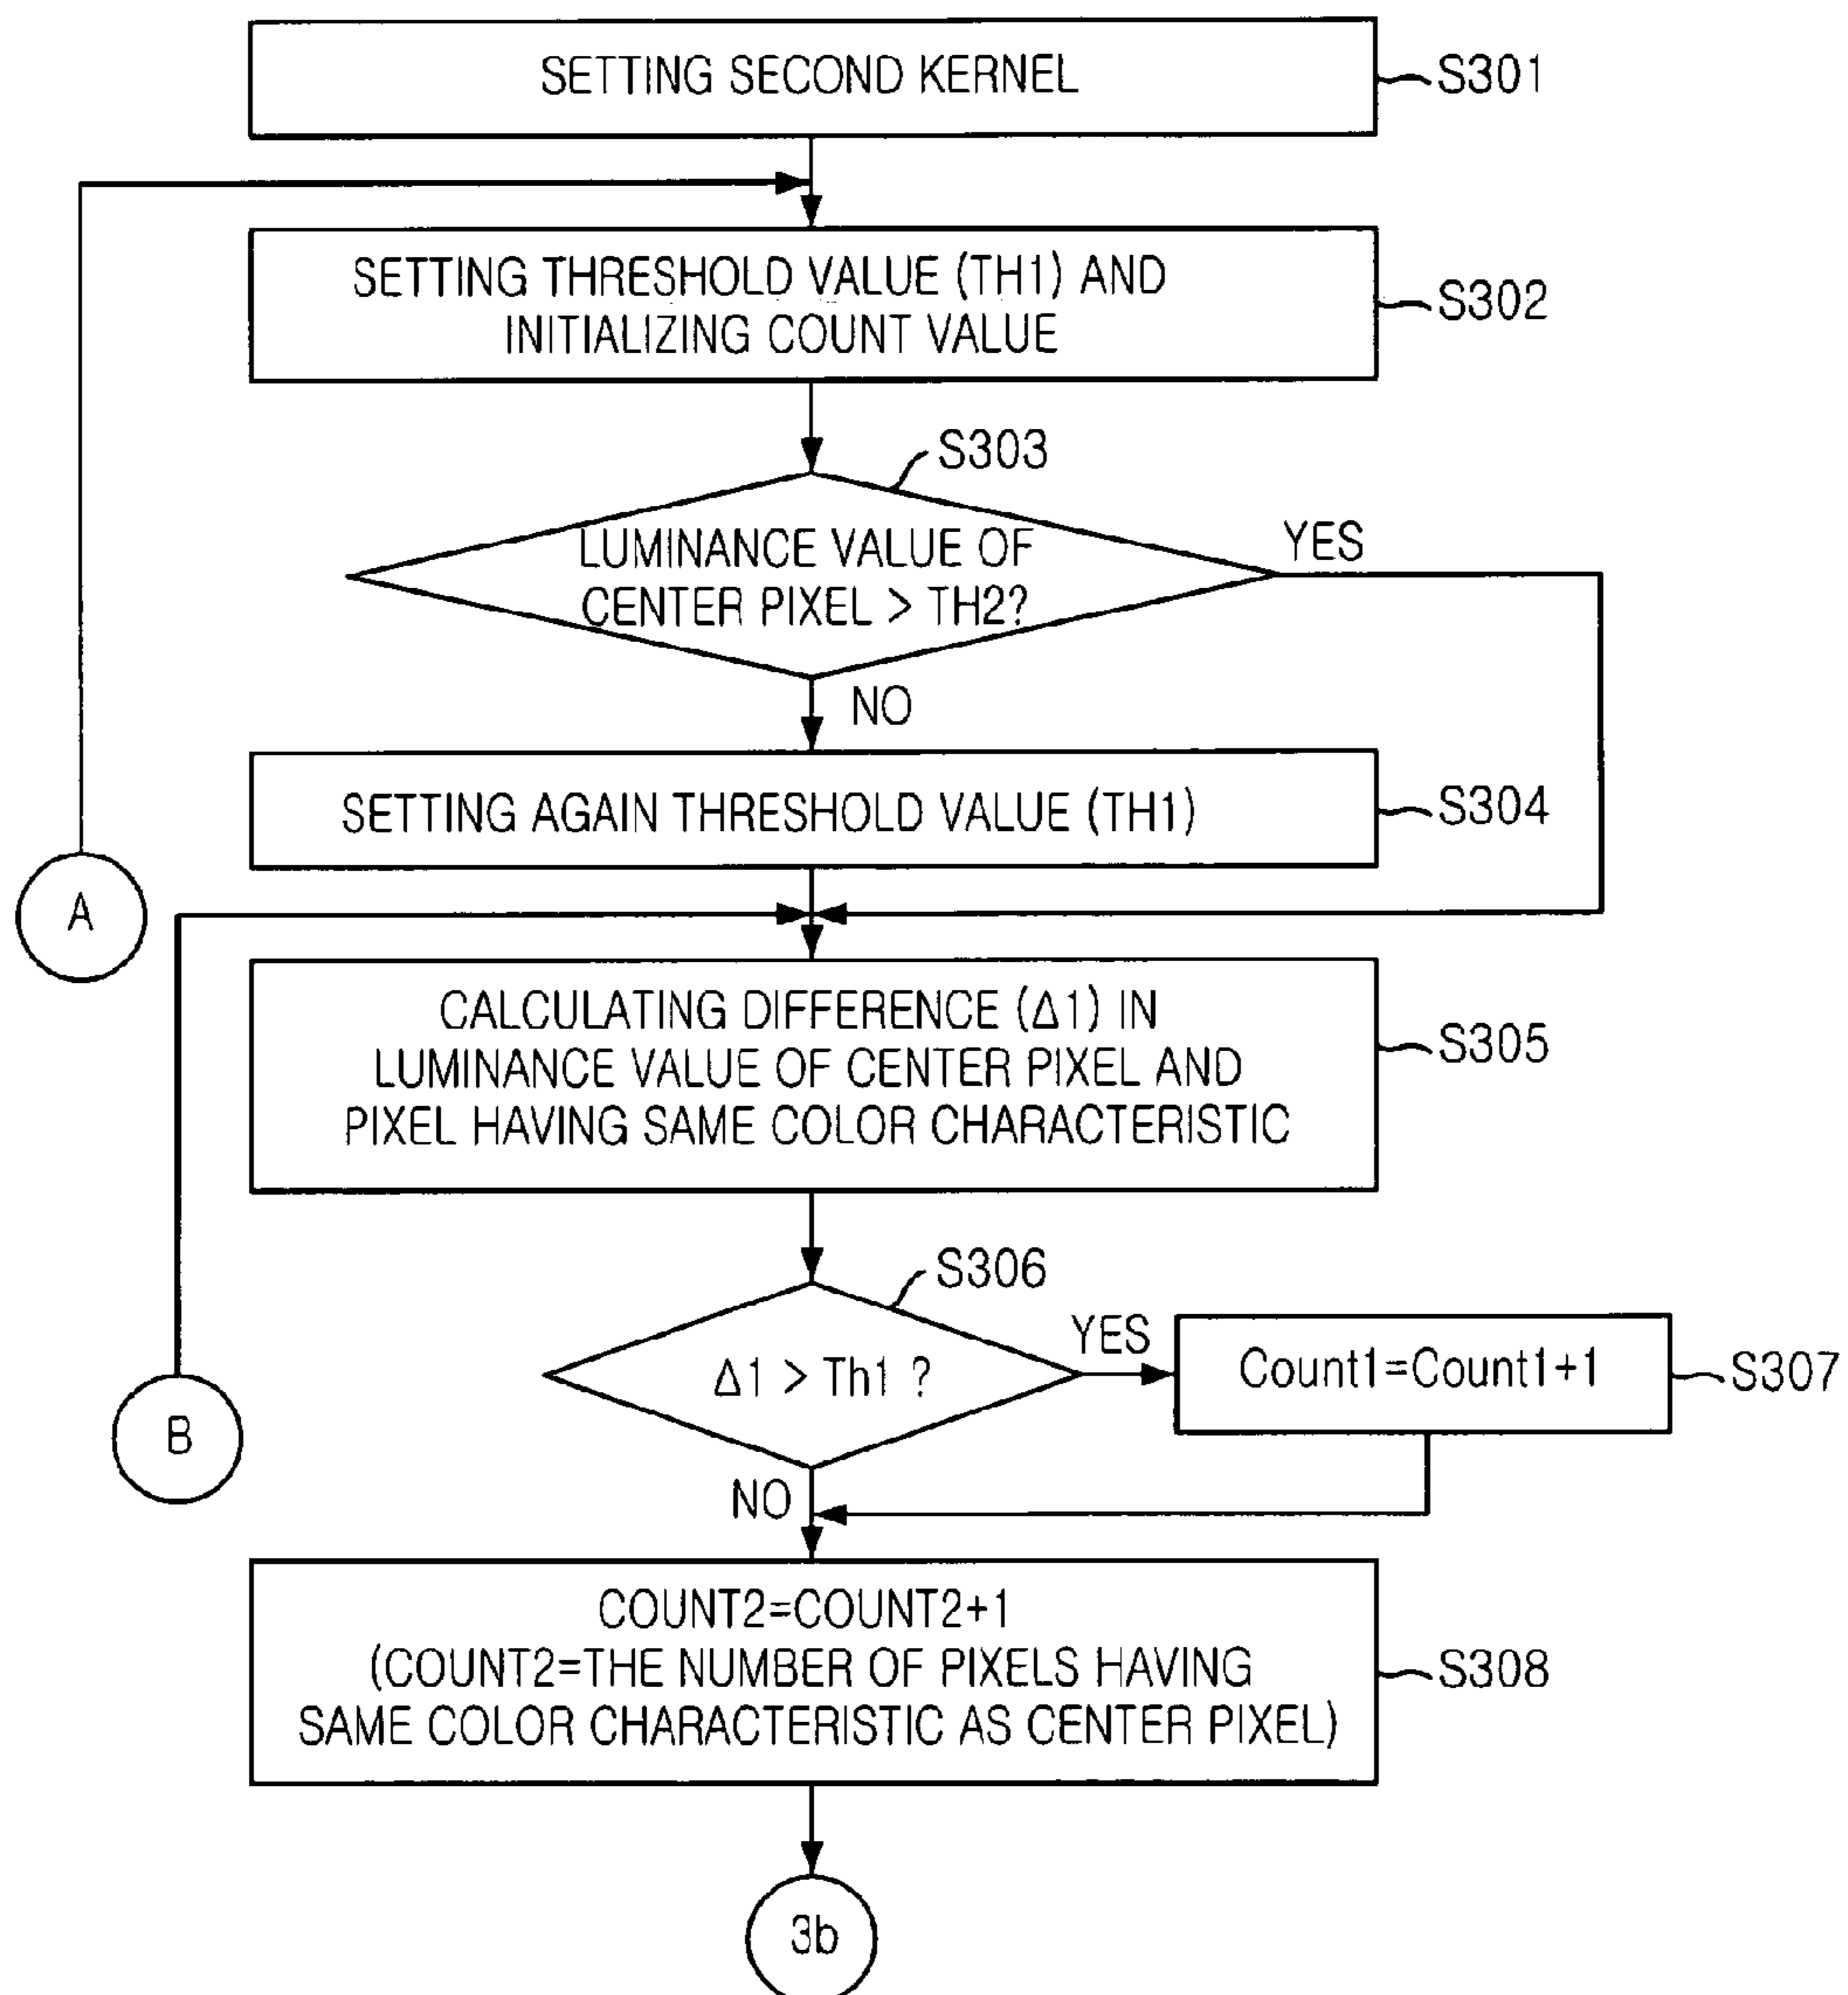 SETTING SECOND KERNEL
S301
SETTING THRESHOLD VALUE (TH1) AND
INITIALIZING COUNT VALUE
S302
S303
LUMINANCE VALUE OF
CENTER PIXEL > TH2?
YES
NO
SETTING AGAIN THRESHOLD VALUE (TH1)
S304
A
CALCULATING DIFFERENCE (Δ1) IN
LUMINANCE VALUE OF CENTER PIXEL AND
PIXEL HAVING SAME COLOR CHARACTERISTIC
S305
S306
Δ1 > Th1 ?
YES
Count1=Count1+1
S307
B
NO
COUNT2=COUNT2+1
(COUNT2=THE NUMBER OF PIXELS HAVING
SAME COLOR CHARACTERISTIC AS CENTER PIXEL)
S308
3b